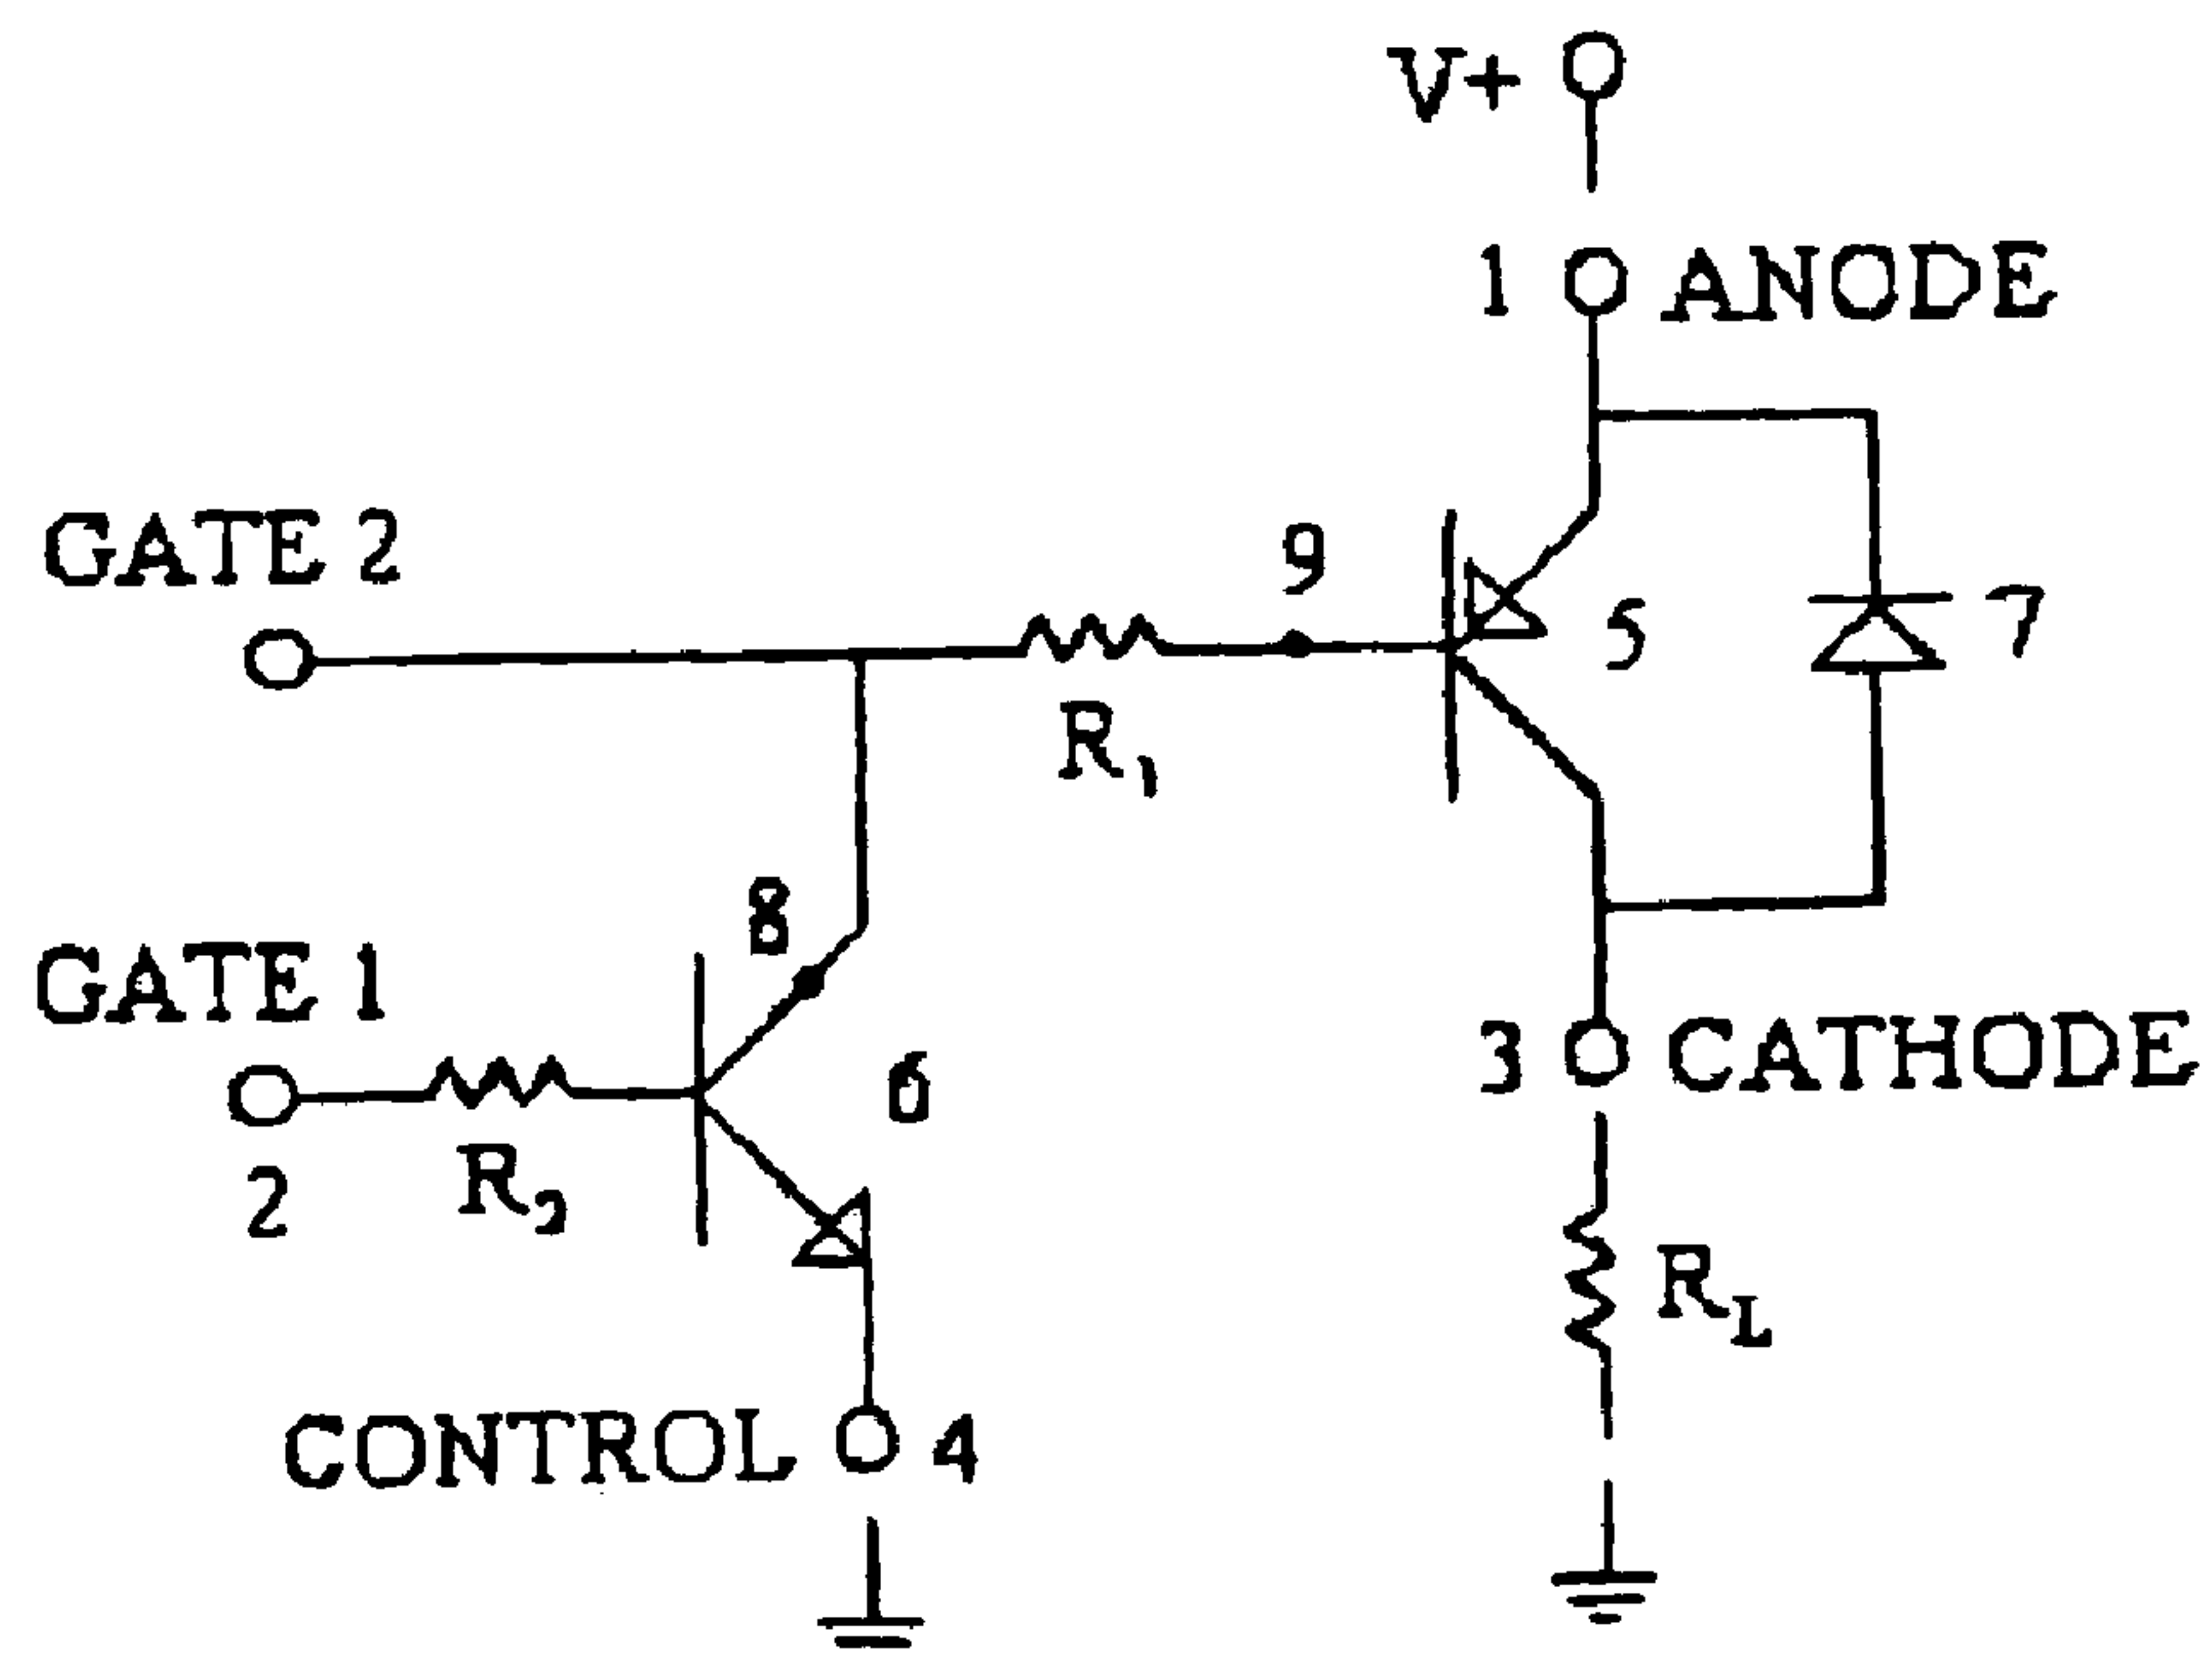 V+
1 ANODE
GATE 2
9
5
7
R1
8
GATE 1
6
3 CATHODE
2
R2
RL
CONTROL 4